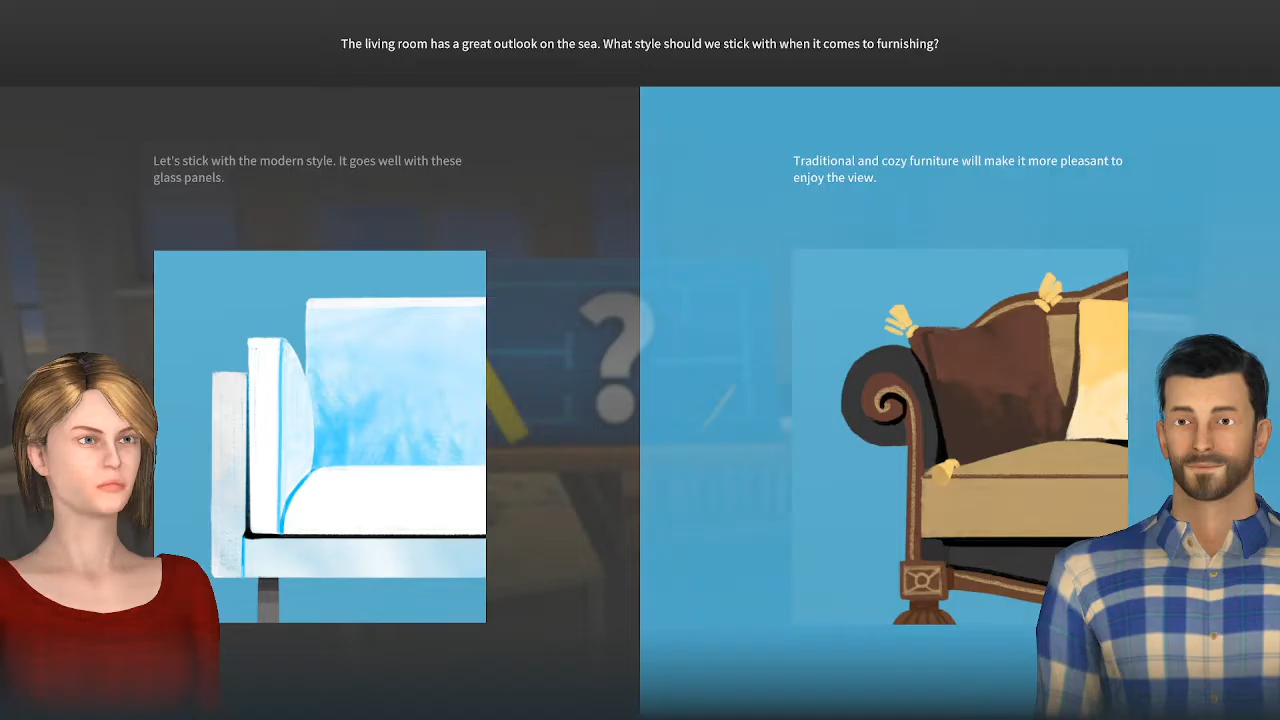 The living room has a great outlook on the sea. What style should we stick with when it comes to furnishing?
Let's stick with the modern style. It goes well with these
glass panels.
Traditional and cozy furniture will make it more pleasant to
enjoy the view.
?